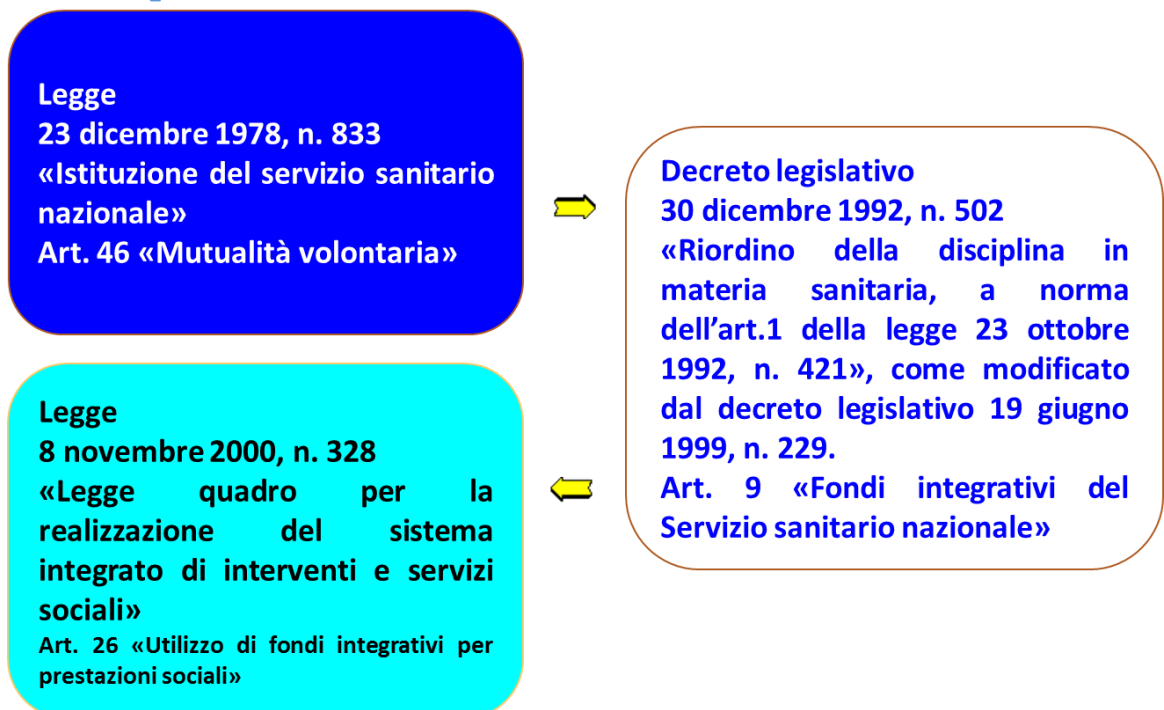 Legge
23 dicembre 1978, n. 833
«Istituzione del servizio sanitario
nazionale»
Art. 46 «Mutualità volontaria»
Decreto legislativo
30 dicembre 1992, n. 502
«Riordino della disciplina in
materia sanitaria, a norma
dell’art.1 della legge 23 ottobre
1992, n. 421», come modificato
dal decreto legislativo 19 giugno
1999, n. 229.
Art. 9 «Fondi integrativi del
Servizio sanitario nazionale»
Legge
8 novembre 2000, n. 328
«Legge quadro per la
realizzazione del sistema
integrato di interventi e servizi
sociali»
Art. 26 «Utilizzo di fondi integrativi per
prestazioni sociali»